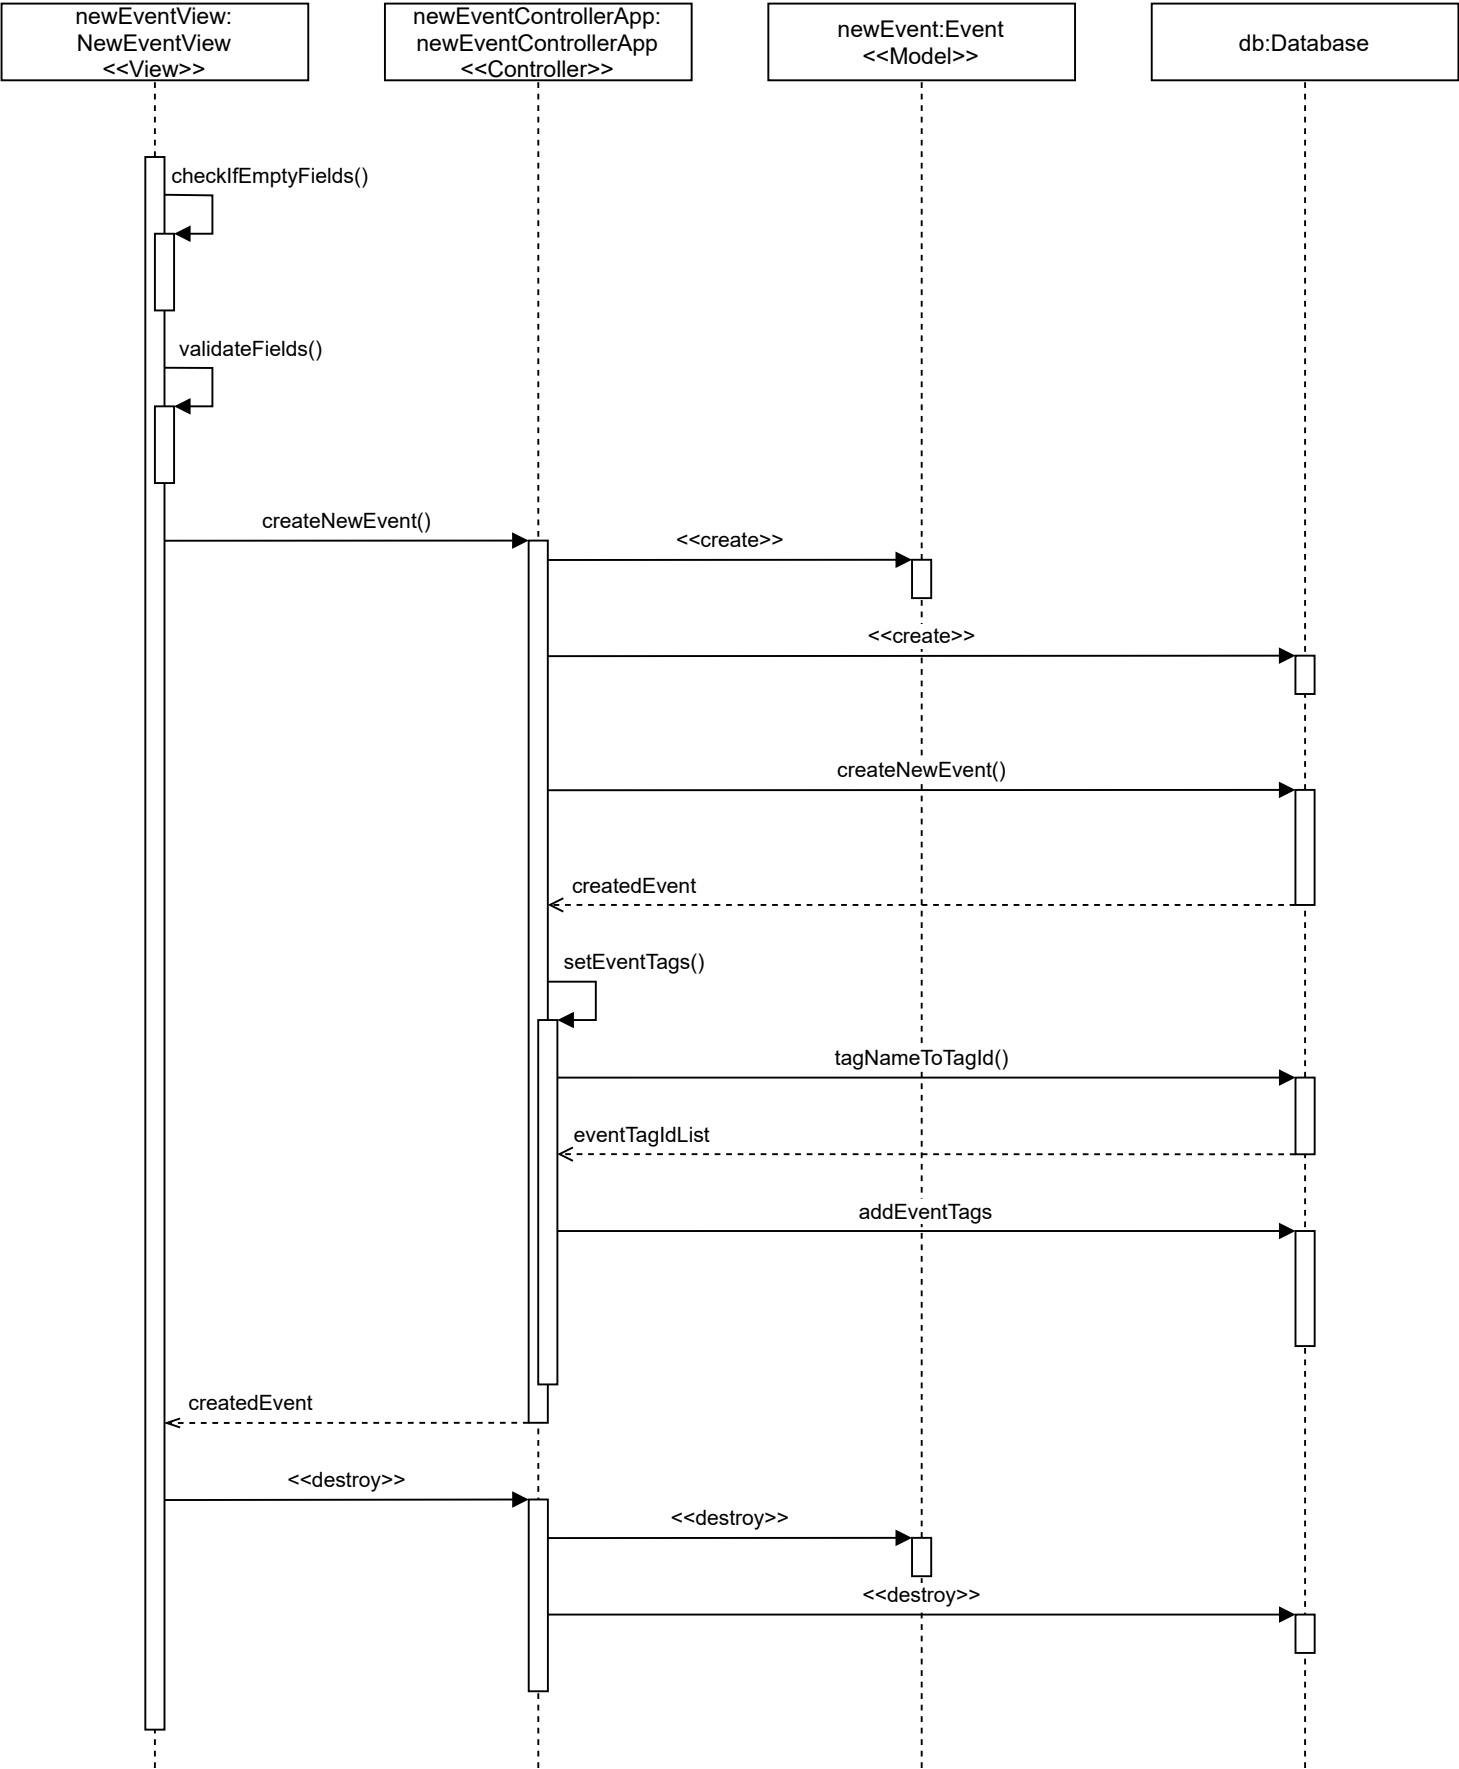 newEventView:
NewEventView
<<View>>
newEventControllerApp:
newEventControllerApp
<<Controller>>
newEvent:Event
<<Model>>
db:Database
checkIfEmptyFields()
validateFields()
createNewEvent()
<<create>>
<<create>>
createNewEvent()
createdEvent
setEventTags()
tagNameToTagId()
eventTagIdList
addEventTags
createdEvent
<<destroy>>
<<destroy>>
<<destroy>>